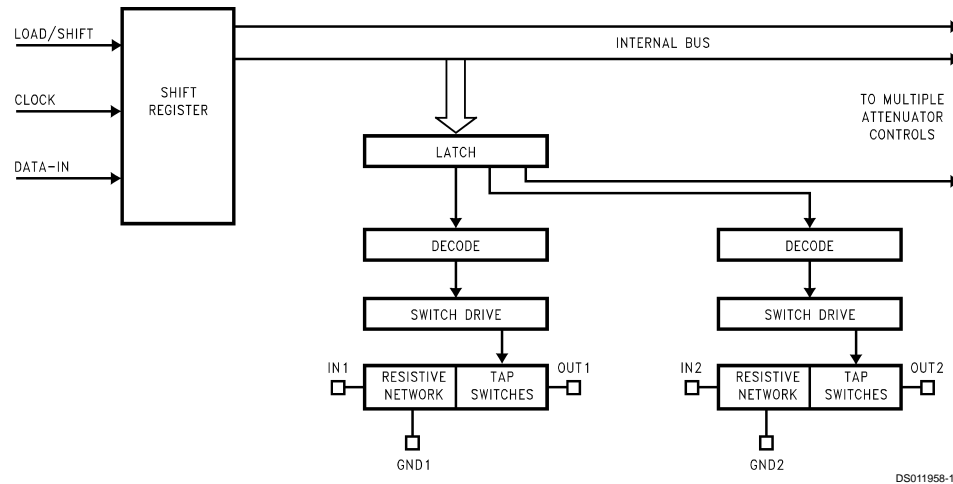 LOAD/SHIFT
CLOCK
DATA-IN
SHIFT
REGISTER
INTERNAL BUS
TO MULTIPLE
ATTENUATOR
CONTROLS
LATCH
DECODE
DECODE
SWITCH DRIVE
SWITCH DRIVE
IN1
RESISTIVE
NETWORK
TAP
SWITCHES
OUT1
GND1
IN2
RESISTIVE
NETWORK
TAP
SWITCHES
OUT2
GND2
DS011958-1